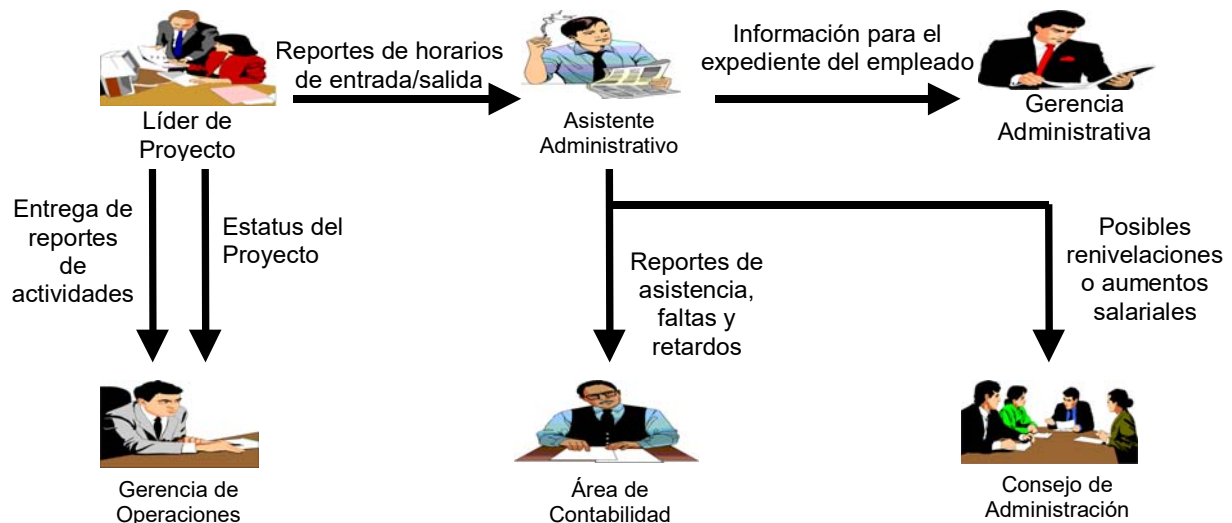 Reportes de horarios
de entrada/salida
Información para el
expediente del empleado
Líder de
Proyecto
Asistente
Administrativo
Gerencia
Administrativa
Entrega de
reportes
de
actividades
Estatus del
Proyecto
Reportes de
asistencia,
faltas y
retardos
Posibles
renivelaciones
o aumentos
salariales
Gerencia de
Operaciones
Área de
Contabilidad
Consejo de
Administración